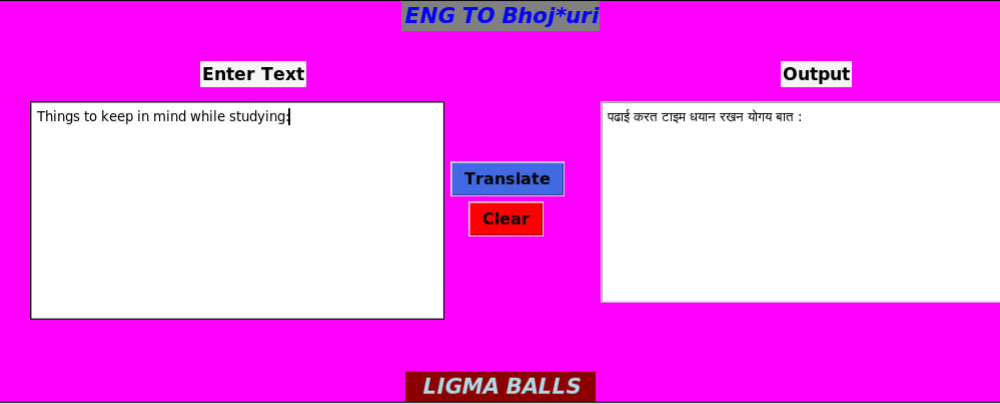 ENG TO Bhoj*uri
Enter Text
Output
Things to keep in mind while studying:
पढाई करत टाइम धयान रखन योगय बात :
Translate
Clear
LIGMA BALLS